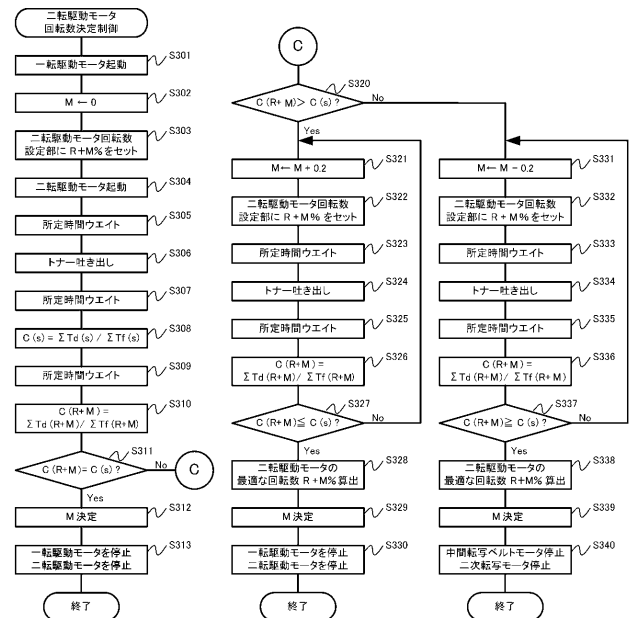 二転駆動モータ
回転数決定制御
一転駆動モータ起動
S301
M ← 0
S302
二転駆動モータ回転数
設定部に R+M%をセット
S303
二転駆動モータ起動
S304
所定時間ウエイト
S305
トナー吐き出し
S306
所定時間ウエイト
S307
C(s) = ΣTd(s) / ΣTf(s)
S308
所定時間ウエイト
S309
C(R+M) =
ΣTd(R+M)/ ΣTf(R+M)
S310
C(R+M)= C(s)?
S311
No
C
Yes
M 決定
S312
一転駆動モータを停止
二転駆動モータを停止
S313
終了
C
C(R+M)> C(s)?
S320
No
Yes
M← M + 0.2
S321
二転駆動モータ回転数
設定部に R+M%をセット
S322
所定時間ウエイト
S323
トナー吐き出し
S324
所定時間ウエイト
S325
C(R+M) =
ΣTd(R+M)/ ΣTf(R+M)
S326
C(R+M)≦ C(s)?
S327
No
Yes
二転駆動モータの
最適な回転数 R+M%算出
S328
M 決定
S329
一転駆動モータを停止
二転駆動モータを停止
S330
終了
M← M − 0.2
S331
二転駆動モータ回転数
設定部に R+M%をセット
S332
所定時間ウエイト
S333
トナー吐き出し
S334
所定時間ウエイト
S335
C(R+M) =
ΣTd(R+M)/ ΣTf(R+M)
S336
C(R+M)≧ C(s)?
S337
No
Yes
二転駆動モータの
最適な回転数 R+M%算出
S338
M 決定
S339
中間転写ベルトモータ停止
二次転写モータ停止
S340
終了